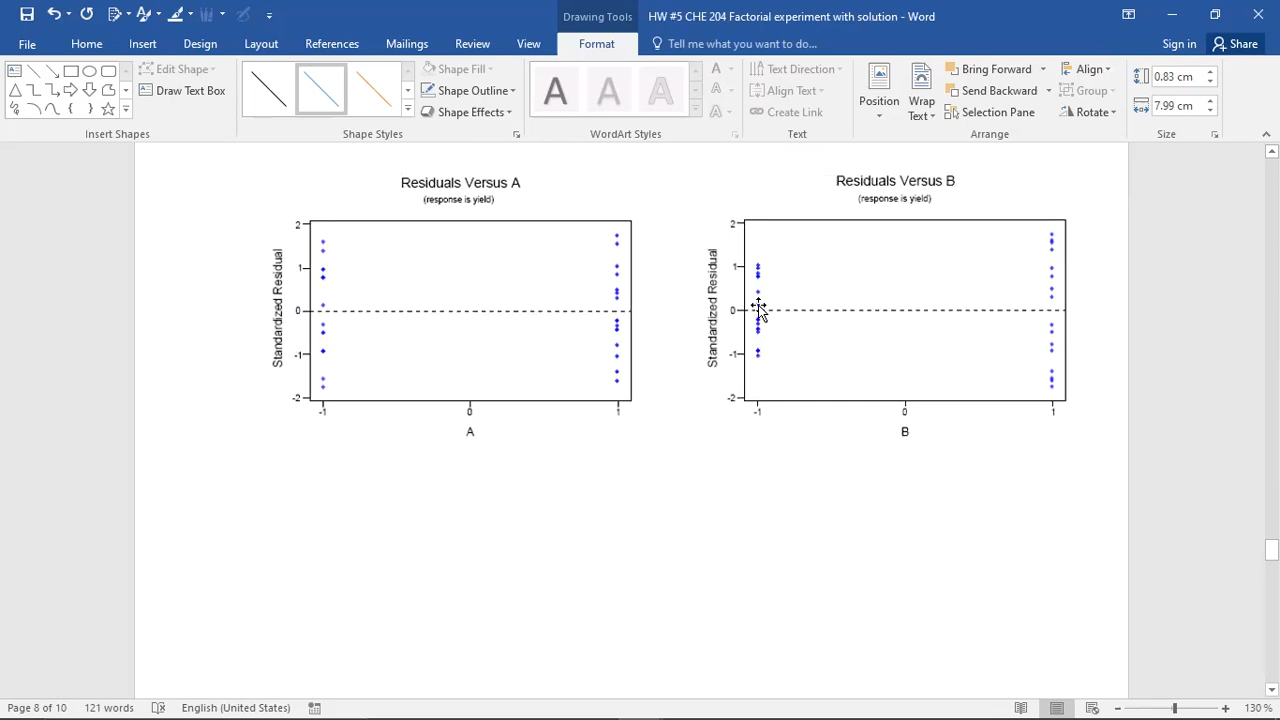 Drawing Tools
HW #5 CHE 204 Factorial experiment with solution - Word
File Home Insert Design Layout References Mailings Review View Format Tell me what you want to do... Sign in Share
Edit Shape
Draw Text Box
Insert Shapes
Shape Fill
Shape Outline
Shape Effects
Shape Styles
A A A
A
A
A
WordArt Styles
Text Direction
Align Text
Create Link
Text
Position
Wrap
Text
Bring Forward
Send Backward
Selection Pane
Align
Group
Rotate
Arrange
0.83 cm
7.99 cm
Size
Residuals Versus A
(response is yield)
Standardized Residual
2
1
0
-1
-2
-1 0 1
A
Residuals Versus B
(response is yield)
Standardized Residual
2
1
0
-1
-2
-1 0 1
B
Page 8 of 10 121 words English (United States) 130 %